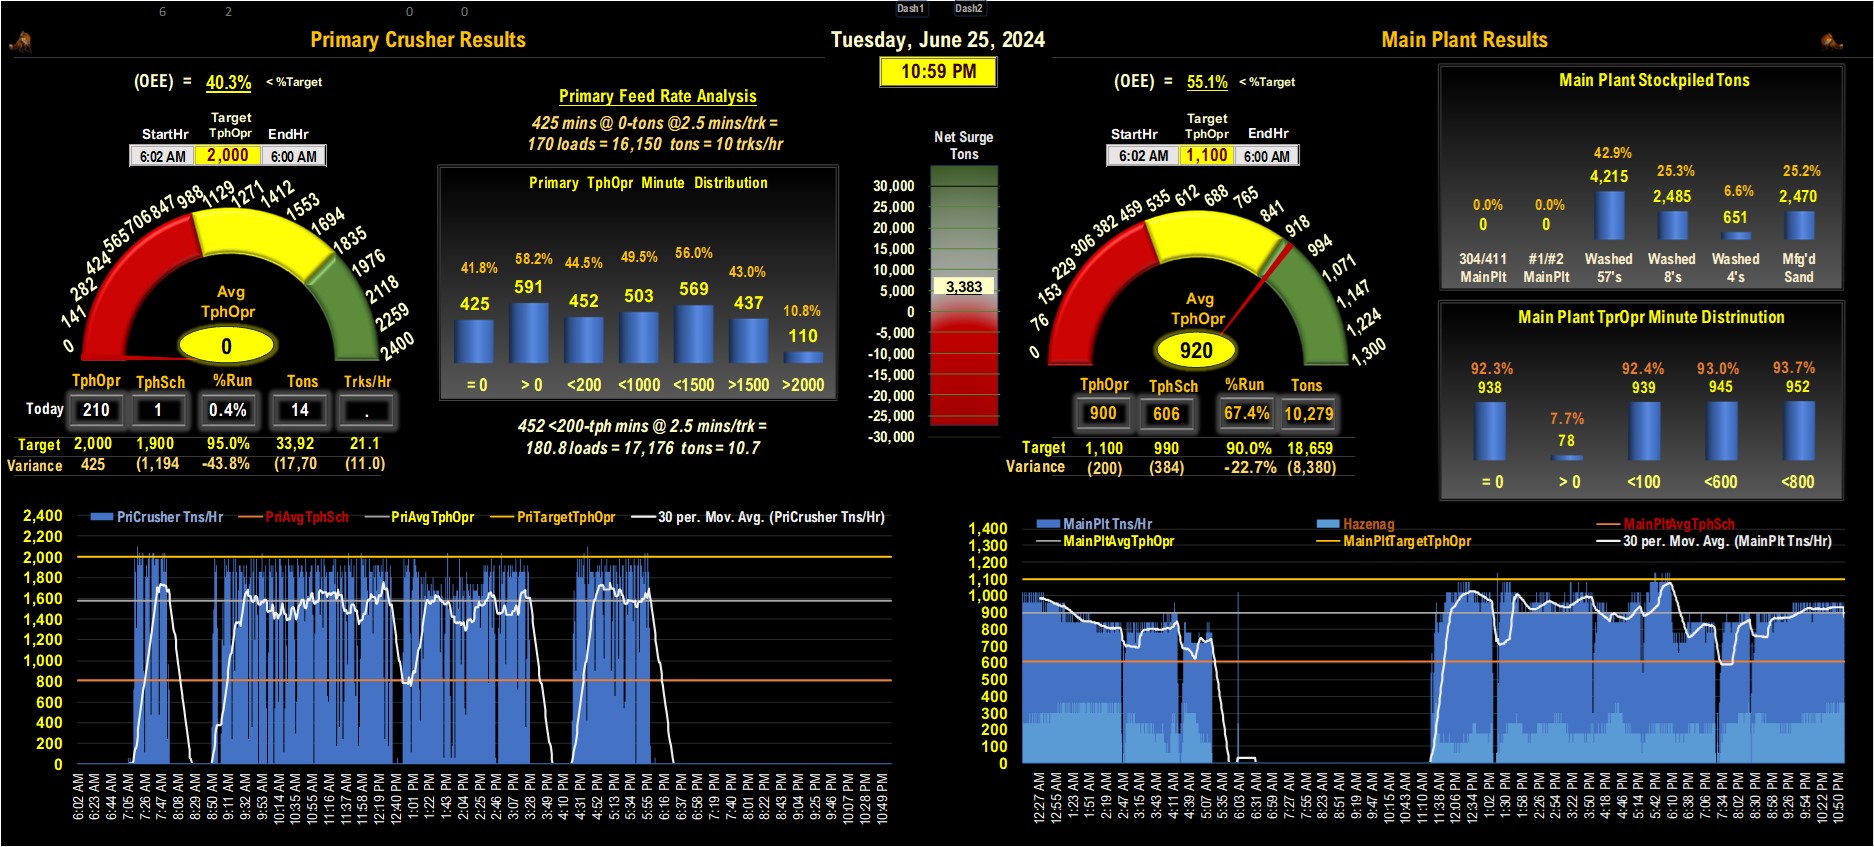 6 2 0 0 Dash1 Dash2
Primary Crusher Results
Tuesday, June 25, 2024
Main Plant Results
10:59 PM
(OEE) = 40.3% < %Target
Target
StartHr TphOpr EndHr
6:02 AM 2,000 6:00 AM
0 141 282 424 565 706 847 988 1129 1271 1412 1553 1694 1835 1976 2118 2259 2400
Avg
TphOpr
0
TphOpr TphSch %Run Tons Trks/Hr
Today 210 1 0.4% 14 .
Target 2,000 1,900 95.0% 33,92 21.1
Variance 425 (1,194 -43.8% (17,70 (11.0)
Primary Feed Rate Analysis
425 mins @ 0-tons @2.5 mins/trk =
170 loads = 16,150 tons = 10 trks/hr
Primary TphOpr Minute Distribution
41.8% 58.2% 44.5% 49.5% 56.0% 43.0% 10.8%
425 591 452 503 569 437 110
= 0 > 0 <200 <1000 <1500 >1500 >2000
452 <200-tph mins @ 2.5 mins/trk =
180.8 loads = 17,176 tons = 10.7
Net Surge
Tons
30,000
25,000
20,000
15,000
10,000
5,000
0
-5,000
-10,000
-15,000
-20,000
-25,000
-30,000
3,383
(OEE) = 55.1% < %Target
Target
StartHr TphOpr EndHr
6:02 AM 1,100 6:00 AM
0 76 153 229 306 382 459 535 612 688 765 841 918 994 1,071 1,147 1,224 1,300
Avg
TphOpr
920
TphOpr TphSch %Run Tons
900 606 67.4% 10,279
Target 1,100 990 90.0% 18,659
Variance (200) (384) -22.7% (8,380)
Main Plant Stockpiled Tons
0.0% 0.0% 42.9% 25.3% 6.6% 25.2%
0 0 4,215 2,485 651 2,470
304/411 #1/#2 Washed Washed Washed Mfg'd
MainPlt MainPlt 57's 8's 4's Sand
Main Plant TprOpr Minute Distrinution
92.3% 7.7% 92.4% 93.0% 93.7%
938 78 939 945 952
= 0 > 0 <100 <600 <800
PriCrusher Tns/Hr PriAvgTphSch PriAvgTphOpr PriTargetTphOpr 30 per. Mov. Avg. (PriCrusher Tns/Hr)
2,400
2,200
2,000
1,800
1,600
1,400
1,200
1,000
800
600
400
200
0
6:02 AM 6:23 AM 6:44 AM 7:05 AM 7:26 AM 7:47 AM 8:08 AM 8:29 AM 8:50 AM 9:11 AM 9:32 AM 9:53 AM 10:14 AM 10:35 AM 10:55 AM 11:16 AM 11:37 AM 11:58 AM 12:19 PM 12:40 PM 1:01 PM 1:22 PM 1:43 PM 2:04 PM 2:25 PM 2:46 PM 3:07 PM 3:28 PM 3:49 PM 4:10 PM 4:31 PM 4:52 PM 5:13 PM 5:34 PM 5:55 PM 6:16 PM 6:37 PM 6:58 PM 7:19 PM 7:40 PM 8:01 PM 8:22 PM 8:43 PM 9:04 PM 9:25 PM 9:46 PM 10:07 PM 10:28 PM 10:49 PM
MainPlt Tns/Hr Hazenag MainPltAvgTphSch
MainPltAvgTphOpr MainPltTargetTphOpr 30 per. Mov. Avg. (MainPlt Tns/Hr)
1,400
1,300
1,200
1,100
1,000
900
800
700
600
500
400
300
200
100
0
12:27 AM 12:55 AM 1:23 AM 1:51 AM 2:19 AM 2:47 AM 3:15 AM 3:43 AM 4:11 AM 4:39 AM 5:07 AM 5:35 AM 6:03 AM 6:31 AM 6:59 AM 7:27 AM 7:55 AM 8:23 AM 8:51 AM 9:19 AM 9:47 AM 10:15 AM 10:43 AM 11:10 AM 11:38 AM 12:06 PM 12:34 PM 1:02 PM 1:30 PM 1:58 PM 2:26 PM 2:54 PM 3:22 PM 3:50 PM 4:18 PM 4:46 PM 5:14 PM 5:42 PM 6:10 PM 6:38 PM 7:06 PM 7:34 PM 8:02 PM 8:30 PM 8:58 PM 9:26 PM 9:54 PM 10:22 PM 10:50 PM